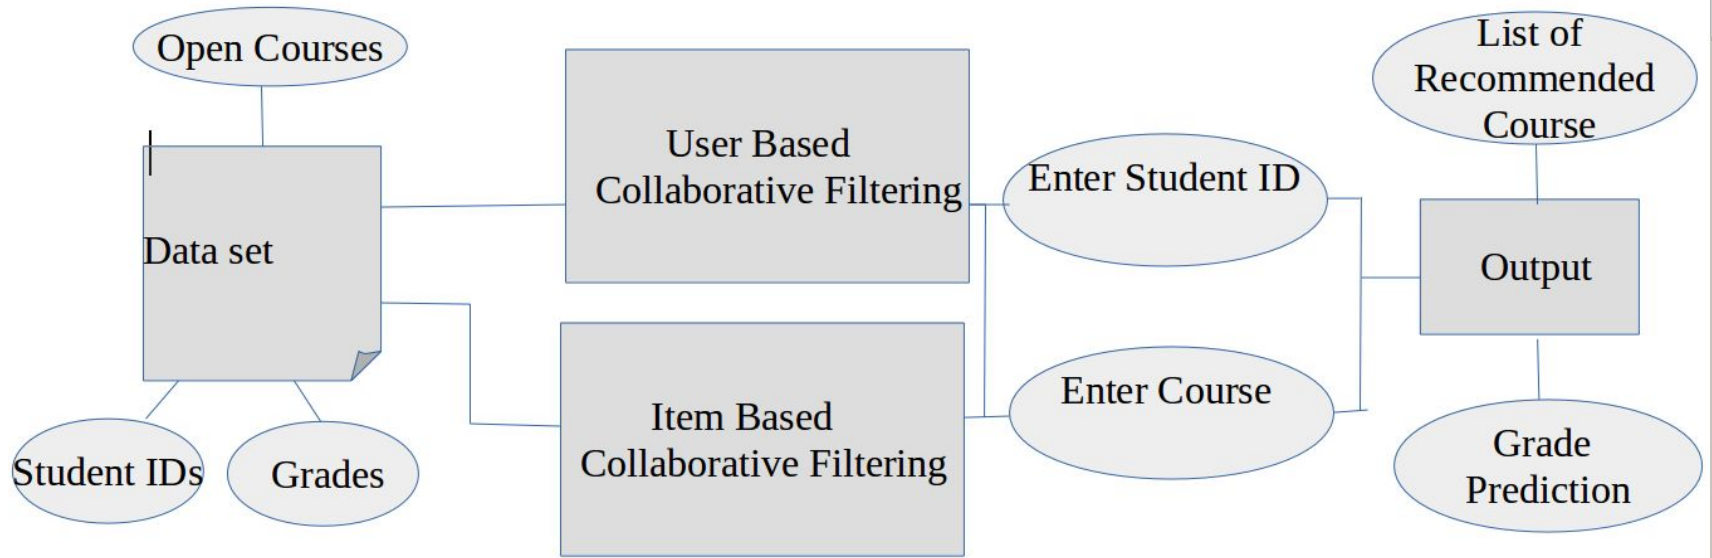 Open Courses
Data set
Student IDs
Grades
User Based
Collaborative Filtering
Item Based
Collaborative Filtering
Enter Student ID
Enter Course
List of
Recommended
Course
Output
Grade
Prediction